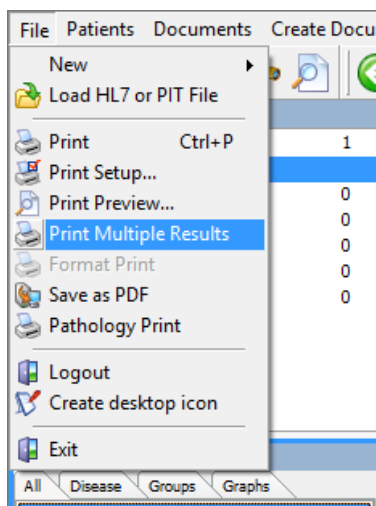 File Patients Documents Create Docu
New
Load HL7 or PIT File
Print Ctrl+P
1
Print Setup...
Print Preview...
0
0
Print Multiple Results
0
Format Print
0
Save as PDF
0
Pathology Print
Logout
Create desktop icon
Exit
All Disease Groups Graphs